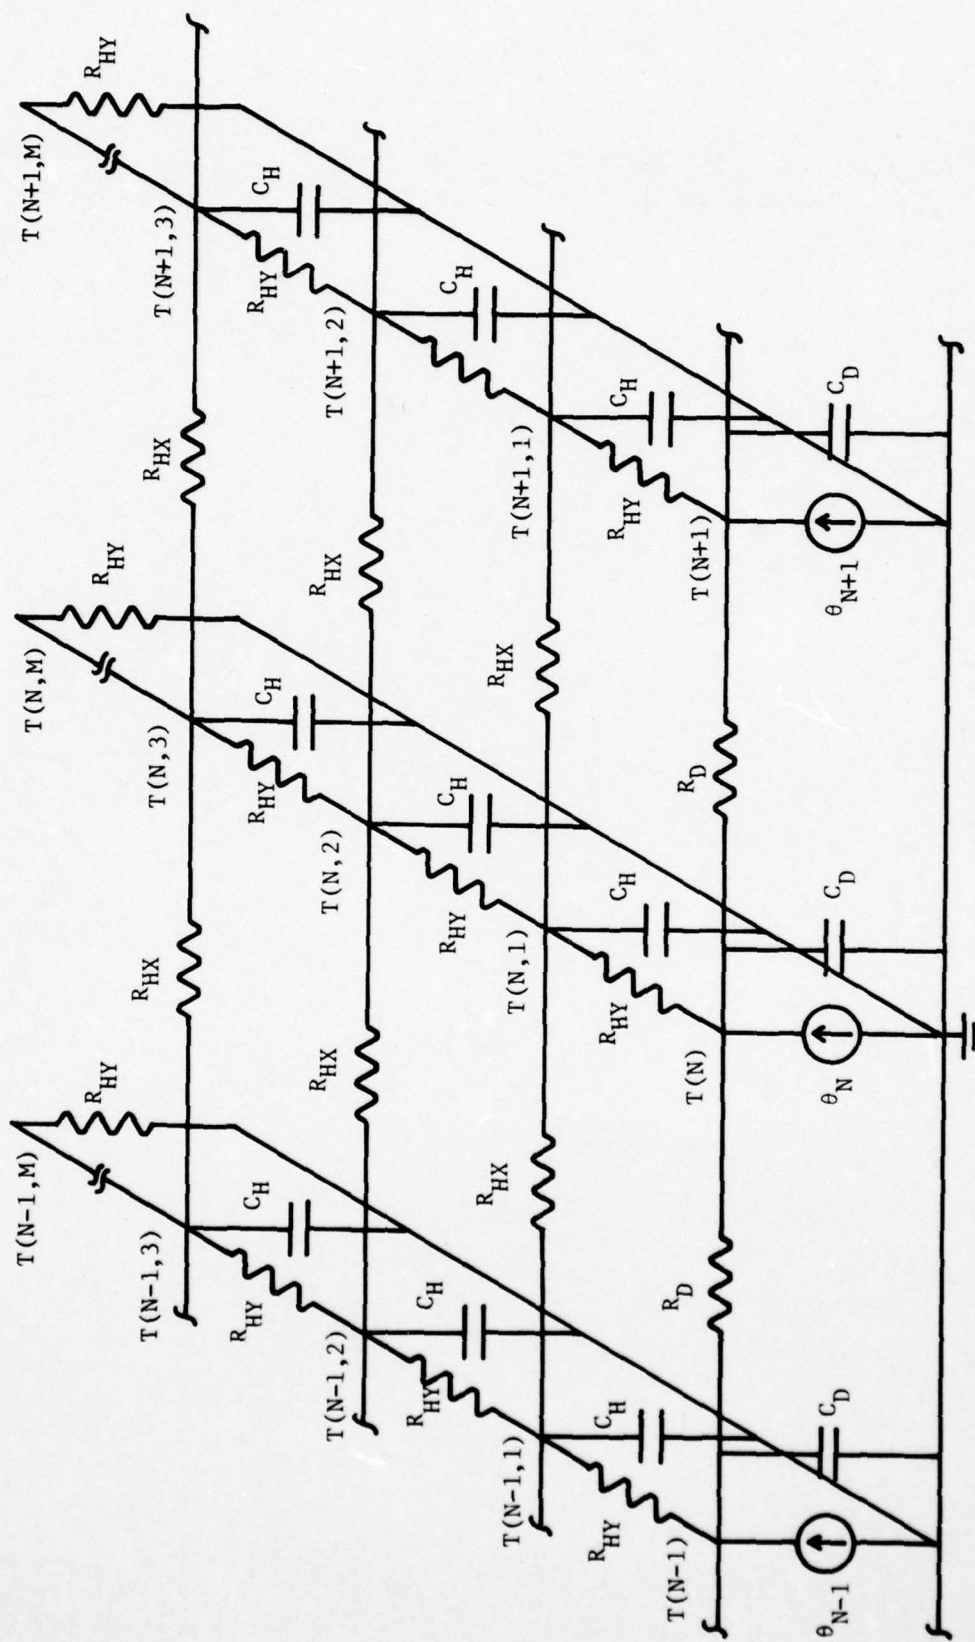 T(N-1,M)
T(N,M)
T(N+1,M)
R_HY
R_HY
R_HY
T(N-1,3)
R_HX
T(N,3)
R_HX
T(N+1,3)
R_HY
C_H
R_HY
C_H
R_HY
C_H
T(N-1,2)
R_HX
T(N,2)
R_HX
T(N+1,2)
R_HY
C_H
R_HY
C_H
C_H
T(N-1,1)
R_HX
T(N,1)
R_HX
T(N+1,1)
R_HY
C_H
R_HY
C_H
R_HY
C_H
T(N-1)
R_D
T(N)
R_D
T(N+1)
θ_N-1
C_D
θ_N
C_D
θ_N+1
C_D